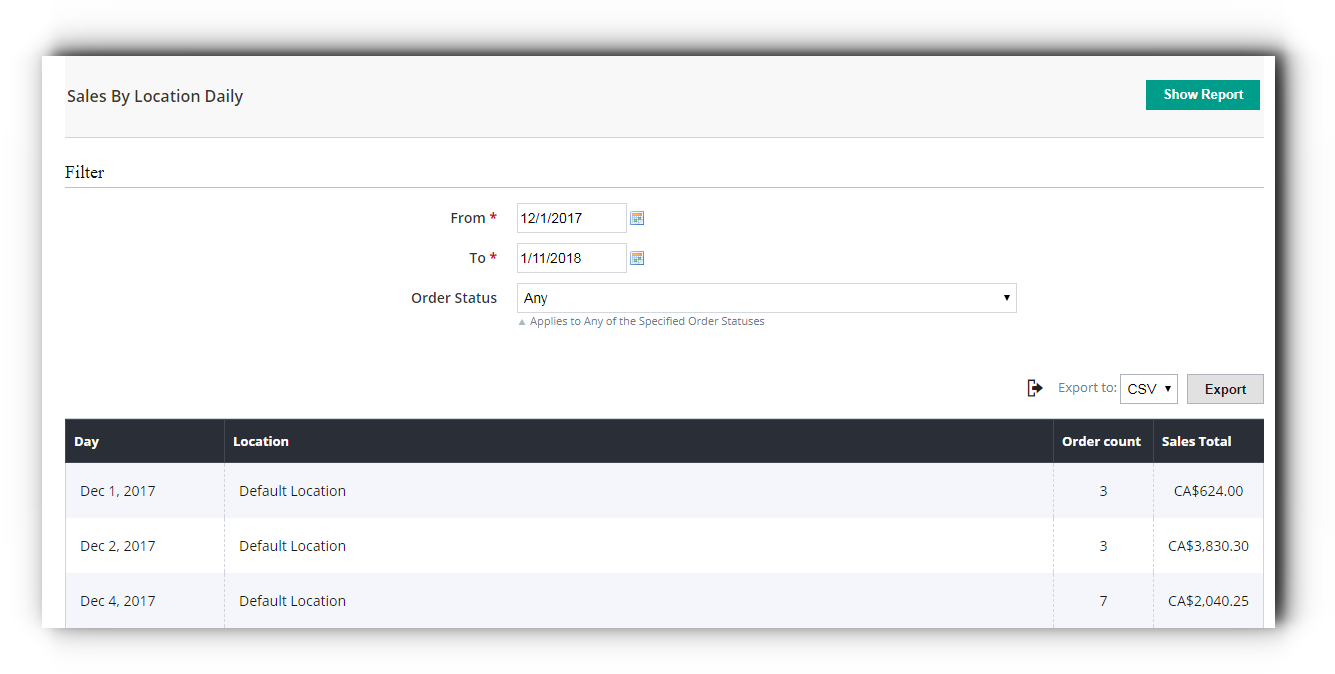 Sales By Location Daily Show Report
Filter
From * 12/1/2017
To * 1/11/2018
Order Status Any
Applies to Any of the Specified Order Statuses
Export to: CSV Export
Day Location Order count Sales Total
Dec 1, 2017 Default Location 3 CA$624.00
Dec 2, 2017 Default Location 3 CA$3,830.30
Dec 4, 2017 Default Location 7 CA$2,040.25